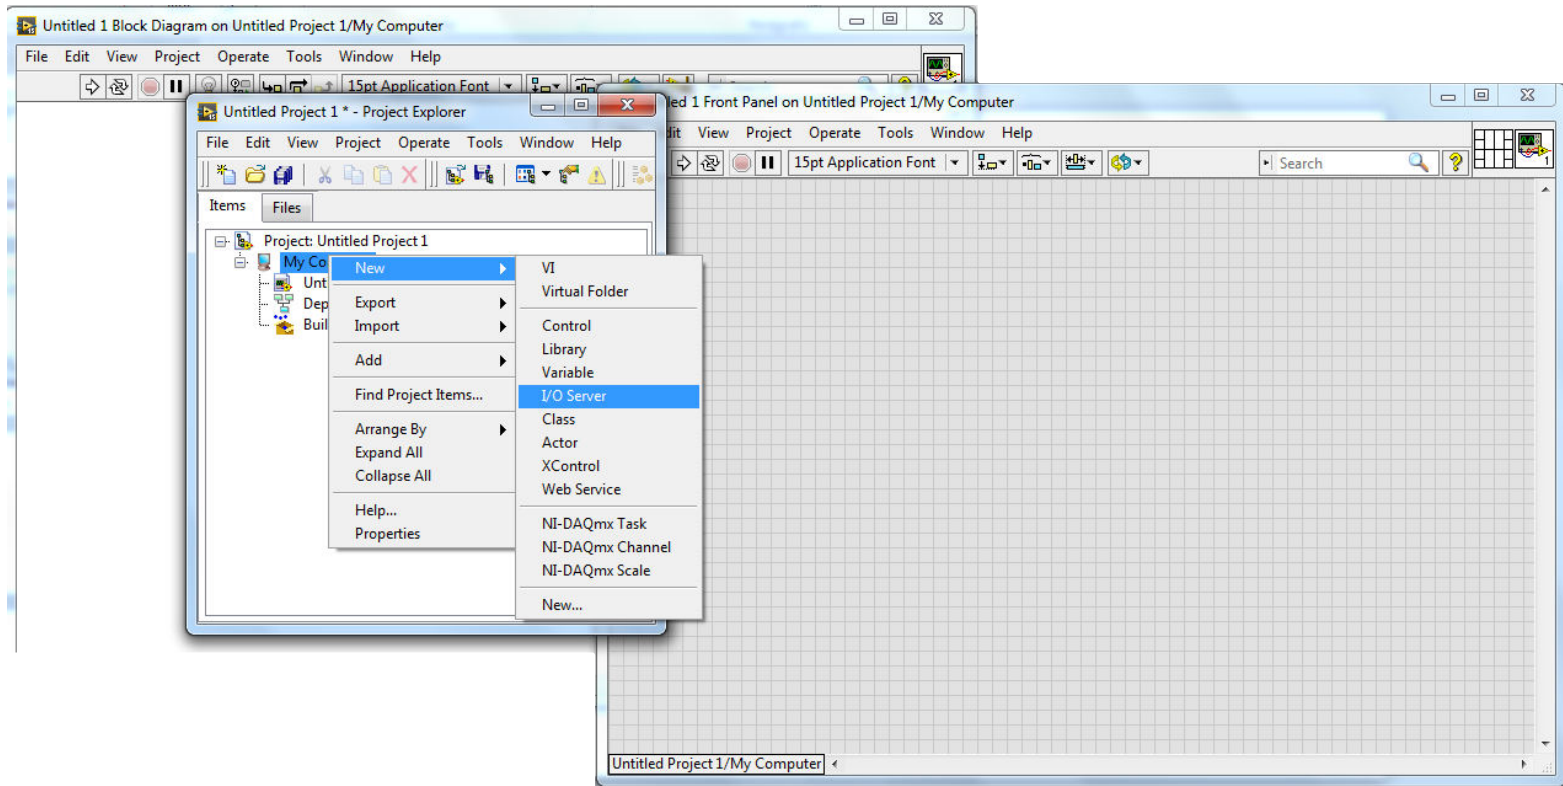 Untitled 1 Block Diagram on Untitled Project 1/My Computer
File Edit View Project Operate Tools Window Help
15pt Application Font
Untitled Project 1 * - Project Explorer
File Edit View Project Operate Tools Window Help
Items Files
Project: Untitled Project 1
My Co
Unt
Dep
Buil
New
Export
Import
Add
Find Project Items...
Arrange By
Expand All
Collapse All
Help...
Properties
VI
Virtual Folder
Control
Library
Variable
I/O Server
Class
Actor
XControl
Web Service
NI-DAQmx Task
NI-DAQmx Channel
NI-DAQmx Scale
New...
led 1 Front Panel on Untitled Project 1/My Computer
dit View Project Operate Tools Window Help
15pt Application Font
Search
1
Untitled Project 1/My Computer